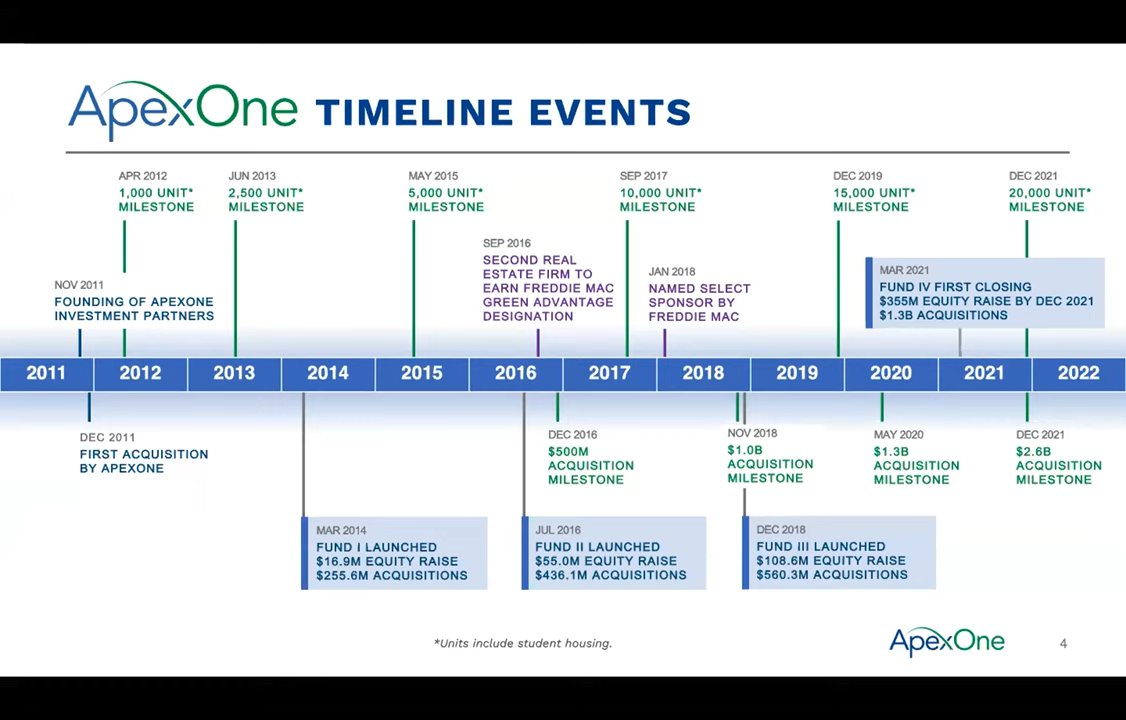 ApexOne TIMELINE EVENTS
APR 2012
1,000 UNIT*
MILESTONE
JUN 2013
2,500 UNIT*
MILESTONE
MAY 2015
5,000 UNIT*
MILESTONE
SEP 2017
10,000 UNIT*
MILESTONE
DEC 2019
15,000 UNIT*
MILESTONE
DEC 2021
20,000 UNIT*
MILESTONE
NOV 2011
FOUNDING OF APEXONE
INVESTMENT PARTNERS
SEP 2016
SECOND REAL
ESTATE FIRM TO
EARN FREDDIE MAC
GREEN ADVANTAGE
DESIGNATION
JAN 2018
NAMED SELECT
SPONSOR BY
FREDDIE MAC
MAR 2021
FUND IV FIRST CLOSING
$355M EQUITY RAISE BY DEC 2021
$1.3B ACQUISITIONS
2011 2012 2013 2014 2015 2016 2017 2018 2019 2020 2021 2022
DEC 2011
FIRST ACQUISITION
BY APEXONE
DEC 2016
$500M
ACQUISITION
MILESTONE
NOV 2018
$1.0B
ACQUISITION
MILESTONE
MAY 2020
$1.3B
ACQUISITION
MILESTONE
DEC 2021
$2.6B
ACQUISITION
MILESTONE
MAR 2014
FUND I LAUNCHED
$16.9M EQUITY RAISE
$255.6M ACQUISITIONS
JUL 2016
FUND II LAUNCHED
$55.0M EQUITY RAISE
$436.1M ACQUISITIONS
DEC 2018
FUND III LAUNCHED
$108.6M EQUITY RAISE
$560.3M ACQUISITIONS
*Units include student housing.
ApexOne
4